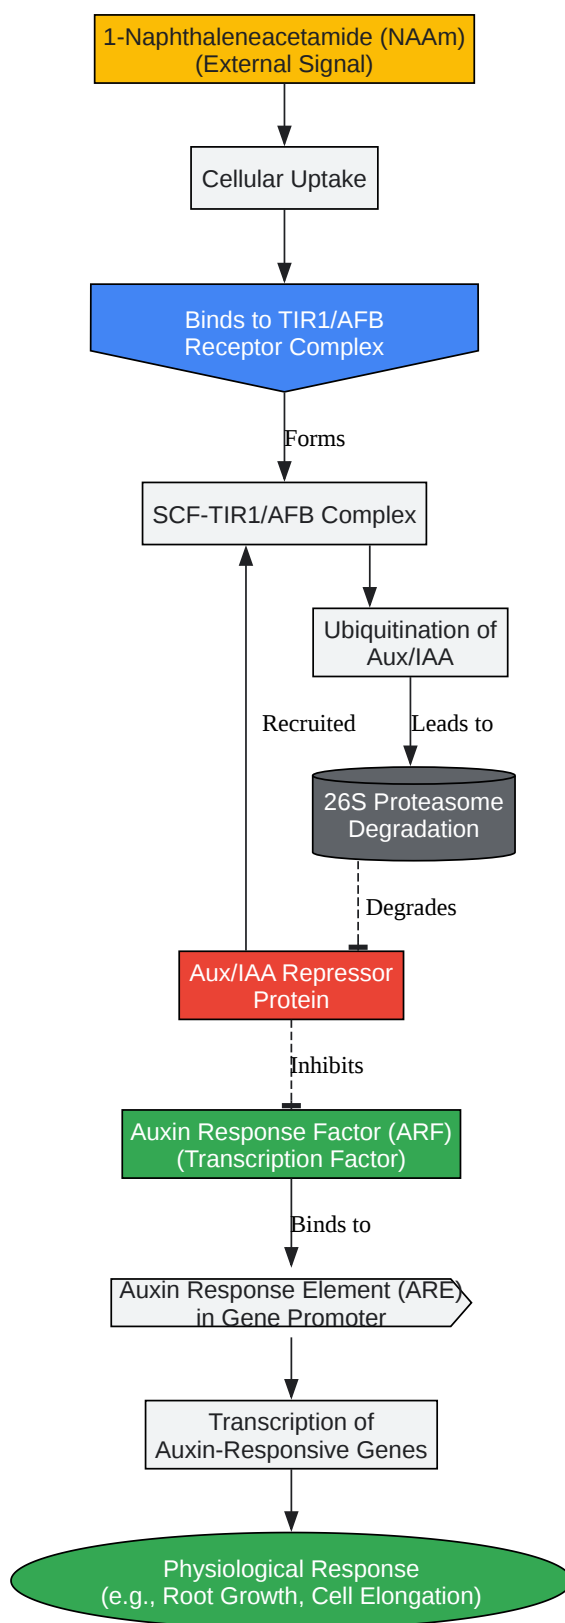 1-Naphthaleneacetamide (NAAm)
(External Signal)
Cellular Uptake
Binds to TIR1/AFB
Receptor Complex
Forms
SCF-TIR1/AFB Complex
Ubiquitination of
Aux/IAA
Recruited
Leads to
26S Proteasome
Degradation
Degrades
Aux/IAA Repressor
Protein
Inhibits
Auxin Response Factor (ARF)
(Transcription Factor)
Binds to
Auxin Response Element (ARE)
in Gene Promoter
Transcription of
Auxin-Responsive Genes
Physiological Response
(e.g., Root Growth, Cell Elongation)